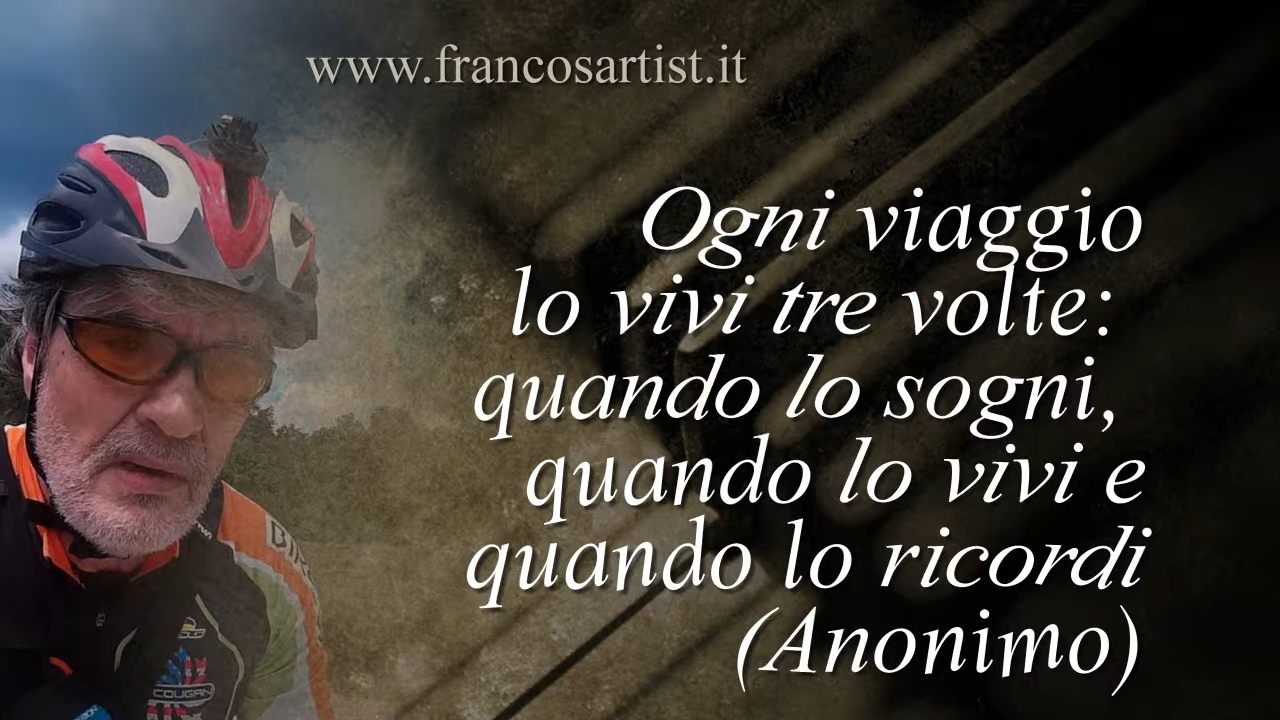 www.francosartist.it
Ogni viaggio
lo vivi tre volte:
quando lo sogni,
quando lo vivi e
quando lo ricordi
(Anonimo)
COUGAR